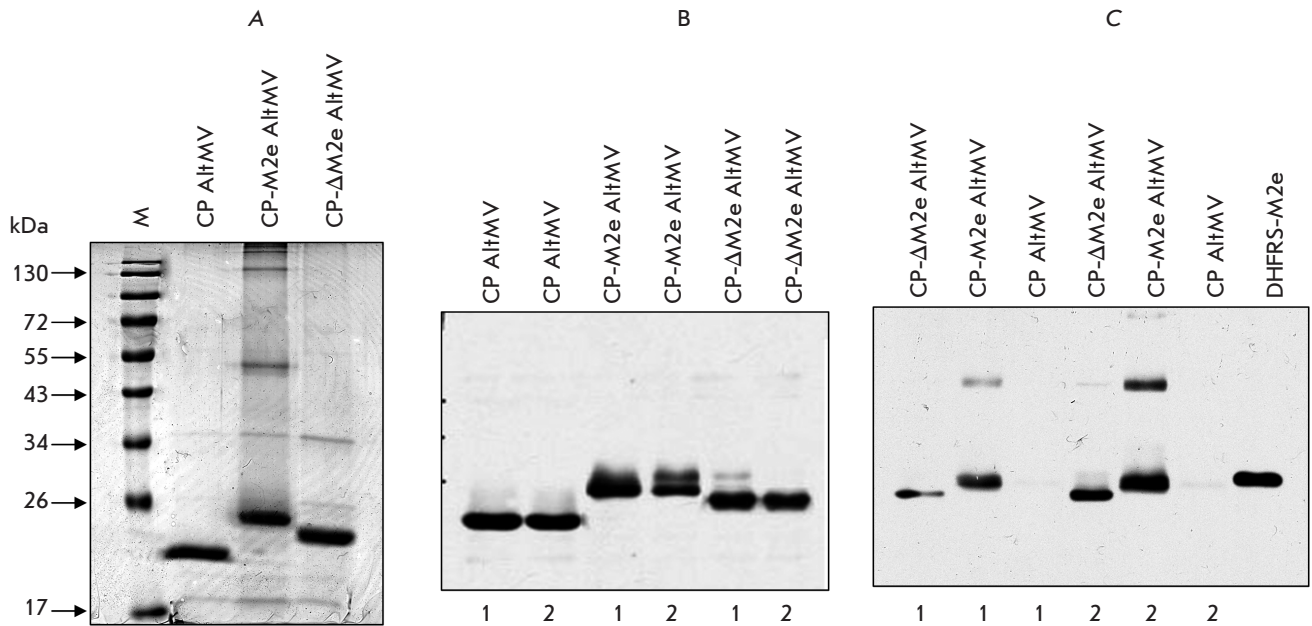 A
B
C
kDa
M
CP AltMV
CP-M2e AltMV
CP-ΔM2e AltMV
130
72
55
43
34
26
17
CP AltMV
CP AltMV
CP-M2e AltMV
CP-M2e AltMV
CP-ΔM2e AltMV
CP-ΔM2e AltMV
1 2 1 2 1 2
CP-ΔM2e AltMV
CP-M2e AltMV
CP AltMV
CP-ΔM2e AltMV
CP-M2e AltMV
CP AltMV
DHFRS-M2e
1 1 1 2 2 2